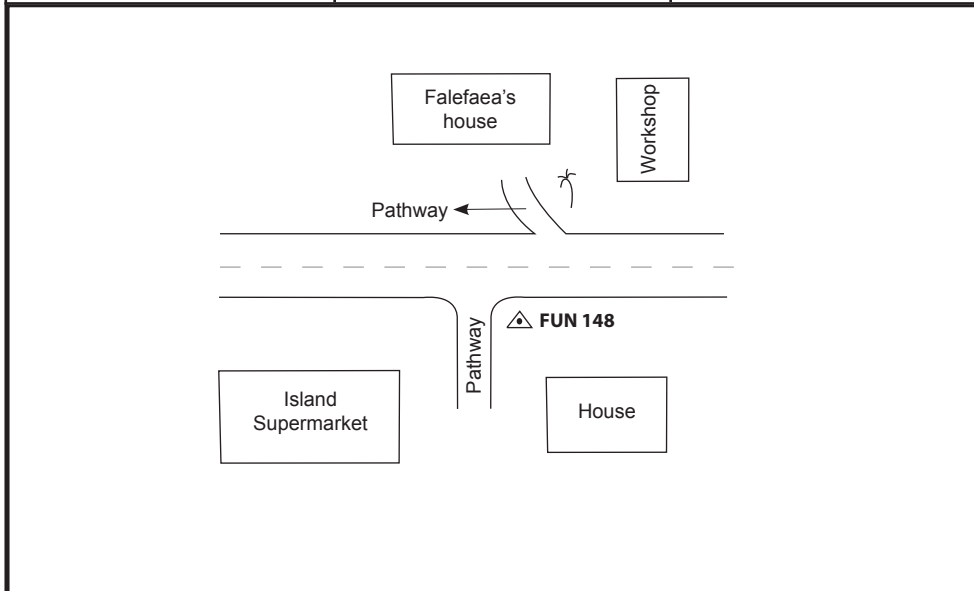 Falefaea's
house
Workshop
Pathway
Pathway
FUN 148
Island
Supermarket
House